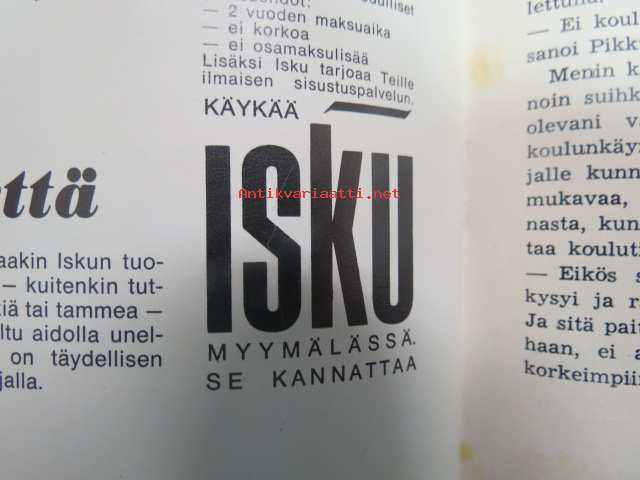 että
aakin Iskun tuo-
— kuitenkin tut-
kiä tai tammea —
ltu aidolla unel-
on täydellisen
jalla.
— 2 vuoden maksuaika
— ei korkoa
— ei osamaksulisää
Lisäksi Isku tarjoaa Teille
ilmaisen sisustuspalvelun.
KÄYKÄÄ
ISKU
Antikvariaatti.net
MYYMÄLÄSSÄ.
SE KANNATTAA
— Ei koul
sanoi Pikk
Menin k
noin suihk
olevani va
koulunkäyn
jalle kunn
mukavaa,
nasta, kun
taa koulut
— Eikös s
kysyi ja r
Ja sitä pait
haan, ei a
korkeimpii